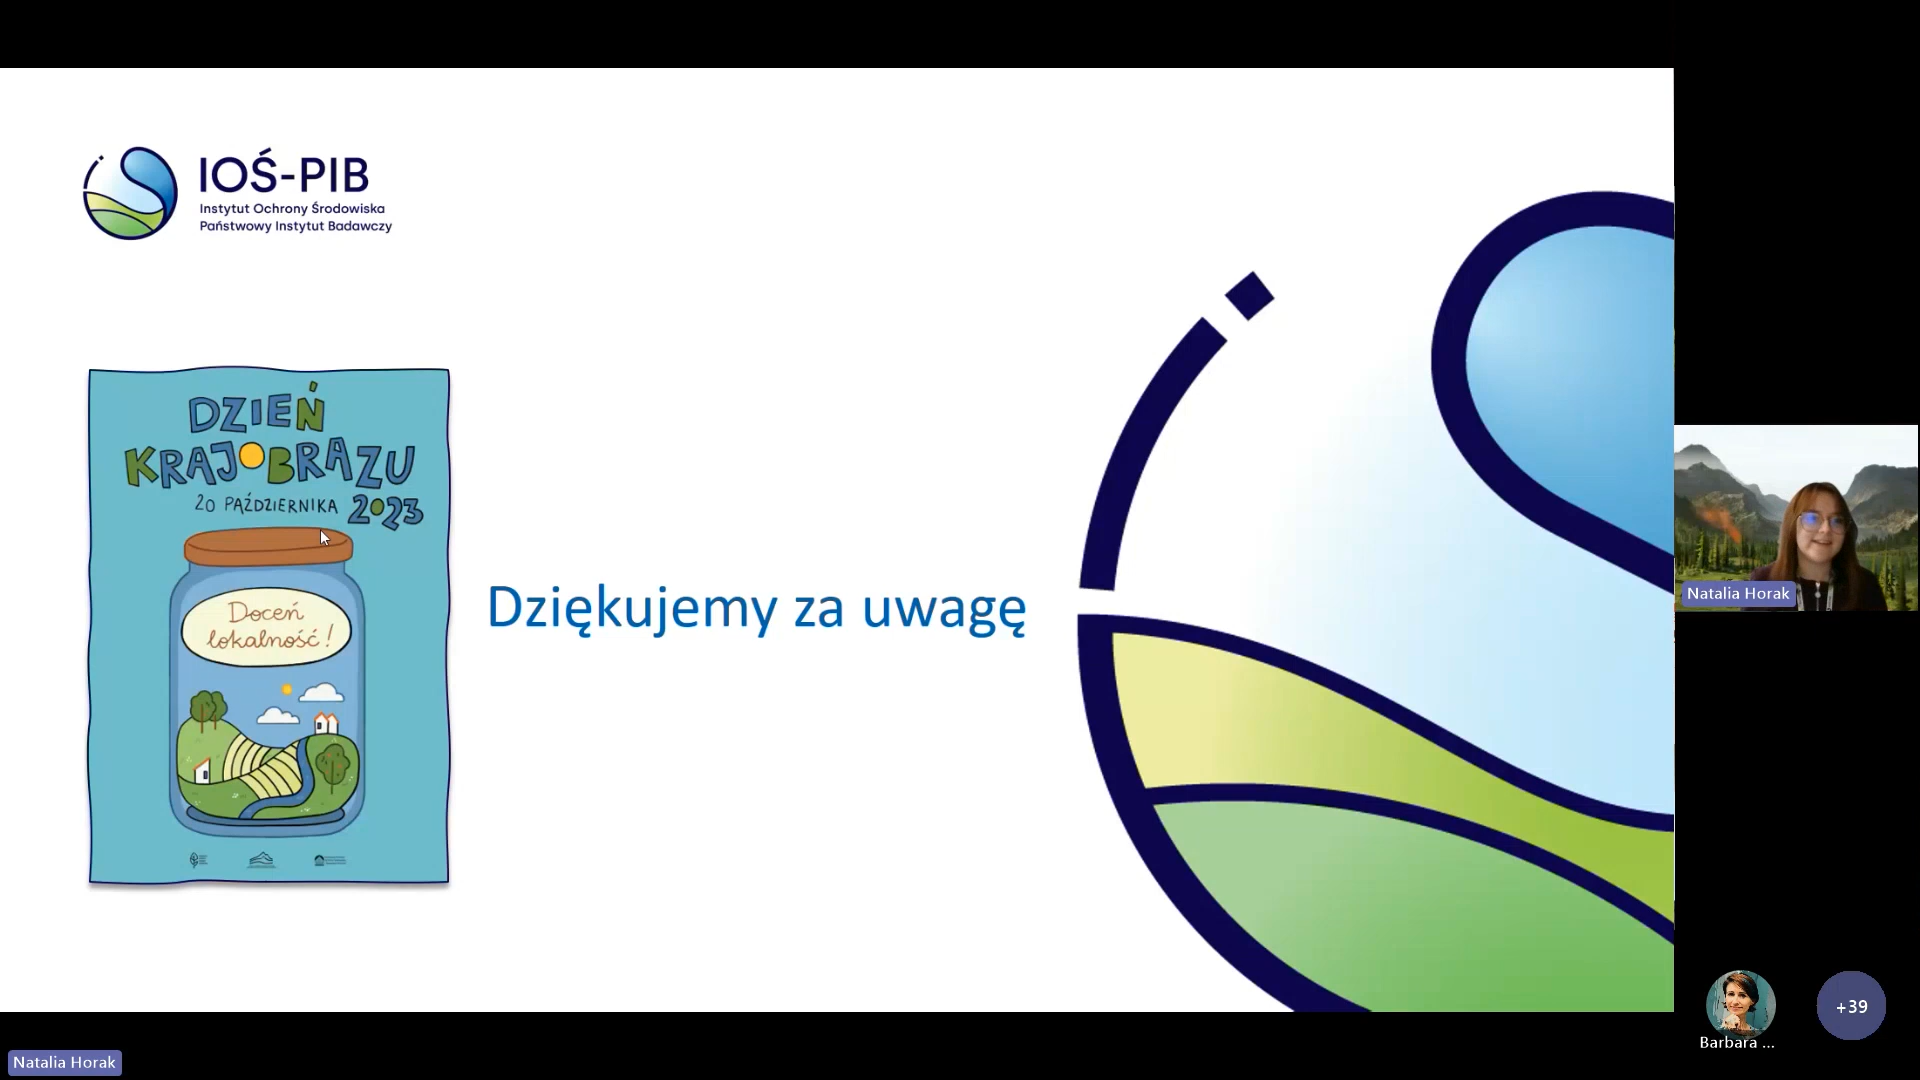 IOŚ-PIB
Instytut Ochrony Środowiska
Państwowy Instytut Badawczy
DZIEŃ
KRAJOBRAZU
20 PAŹDZIERNIKA 2023
Doceń
lokalność!
Dziękujemy za uwagę
Natalia Horak
+39
Barbara ...
Natalia Horak